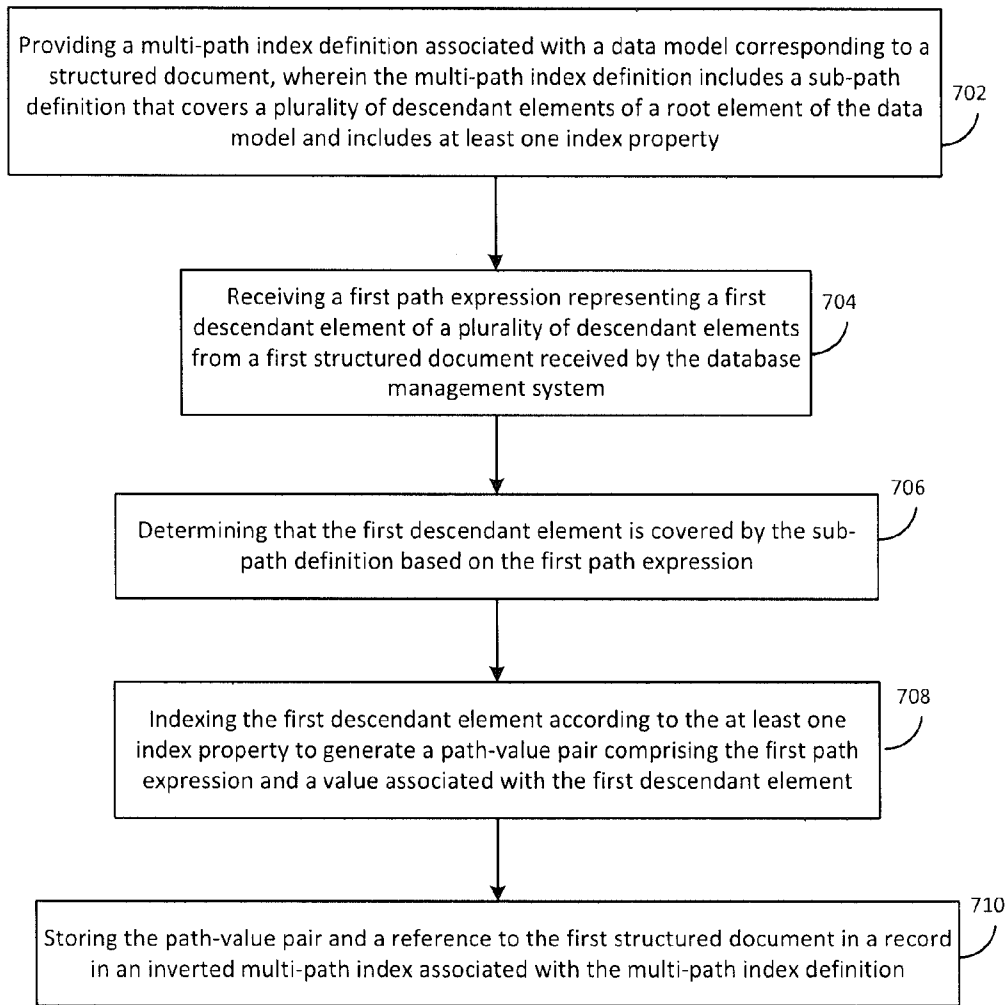 Providing a multi-path index definition associated with a data model corresponding to a
structured document, wherein the multi-path index definition includes a sub-path
definition that covers a plurality of descendant elements of a root element of the data
model and includes at least one index property
702
Receiving a first path expression representing a first
descendant element of a plurality of descendant elements
from a first structured document received by the database
management system
704
Determining that the first descendant element is covered by the sub-
path definition based on the first path expression
706
Indexing the first descendant element according to the at least one
index property to generate a path-value pair comprising the first path
expression and a value associated with the first descendant element
708
Storing the path-value pair and a reference to the first structured document in a record
in an inverted multi-path index associated with the multi-path index definition
710